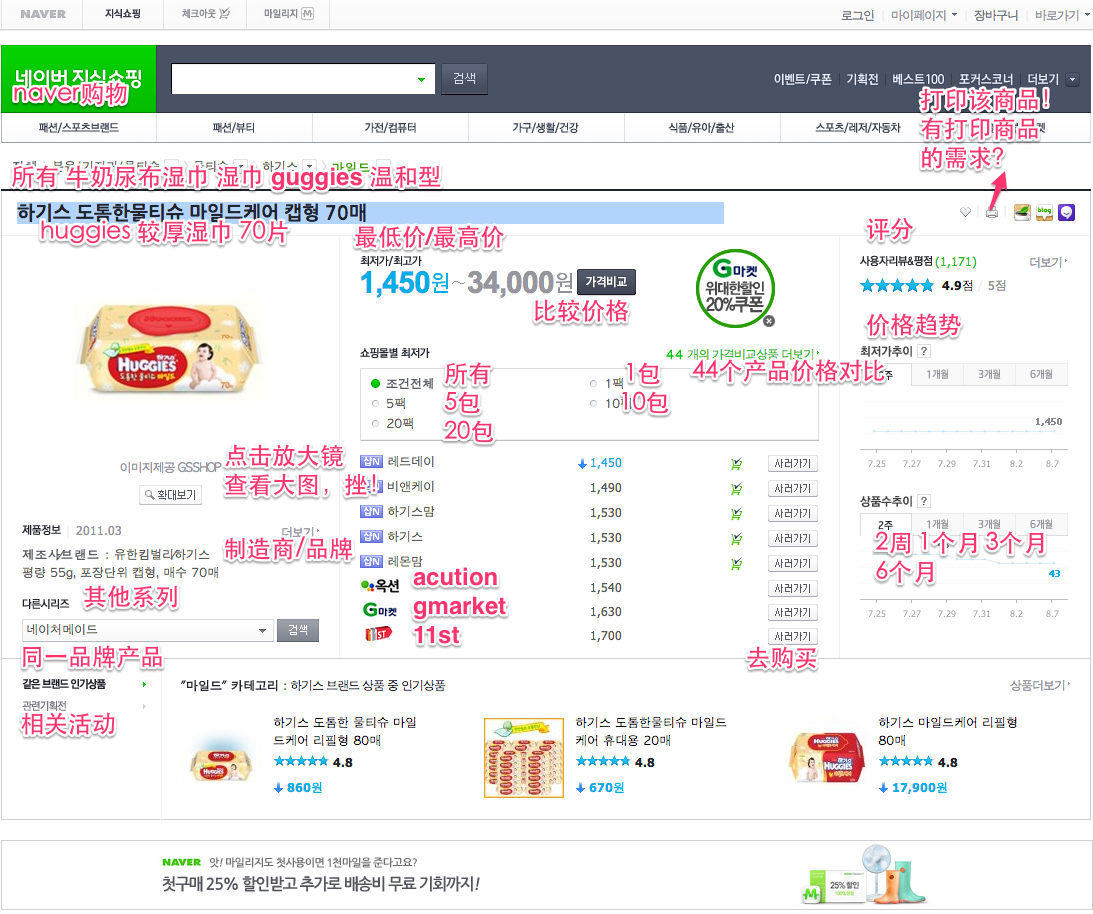 NAVER 지식쇼핑 체크아웃 마일리지 M 로그인 마이페이지 장바구니 바로가기
네이버 지식쇼핑
naver购物
검색
이벤트/쿠폰 기획전 베스트100 포커스코너 더보기
打印该商品!
有打印商品
的需求?
패션/스포츠브랜드 패션/뷰티 가전/컴퓨터 가구/생활/건강 식품/유아/출산 스포츠/레저/자동차
하기스 마일드
所有 牛奶尿布湿巾 湿巾 guggies 温和型
하기스 도톰한물티슈 마일드케어 캡형 70매
huggies 较厚湿巾 70片
blog
最低价/最高价
최저가/최고가
1,450원~34,000원 가격비교
比较价格
G마켓
위대한할인
20%쿠폰
评分
사용자리뷰&평점 (1,171) 더보기
4.9점 / 5점
价格趋势
최저가추이 ?
주 1개월 3개월 6개월
1,450
7.25 7.27 7.29 7.31 8.2 8.7
HUGGIES
쇼핑몰별 최저가 44 개의 가격비교상품 더보기
44个产品价格对比
조건전체 所有 1팩 1包
5팩 5包 10 10包
20팩 20包
이미지제공 GSSHOP
点击放大镜
확대보기
查看大图，挫!
샵N 레드데이 1,450 사러가기
비앤케이 1,490 사러가기
샵N 하기스맘 1,530 사러가기
샵N 하기스 1,530 사러가기
샵N 레몬맘 1,530 사러가기
옥션 acution 1,540 사러가기
G마켓 gmarket 1,630 사러가기
11ST 11st 1,700 사러가기
去购买
상품수추이 ?
2주 1개월 3개월 6개월
2周 1个月 3个月
6个月
43
7.25 7.27 7.29 7.31 8.2 8.7
제품정보 2011.03 더보기
제조사/브랜드 : 유한킴벌리/하기스
制造商/品牌
평량 55g, 포장단위 캡형, 매수 70매
다른시리즈 其他系列
네이처메이드 검색
同一品牌产品
같은 브랜드 인기상품
관련기획전
相关活动
"마일드" 카테고리 : 하기스 브랜드 상품 중 인기상품 상품더보기
하기스 도톰한 물티슈 마일
드케어 리필형 80매
4.8
860원
하기스 도톰한물티슈 마일드
케어 휴대용 20매
4.8
670원
하기스 마일드케어 리필형
80매
4.8
17,900원
NAVER 앗! 마일리지도 첫사용이면 1천마일을 준다고요?
첫구매 25% 할인받고 추가로 배송비 무료 기회까지!
25% 할인